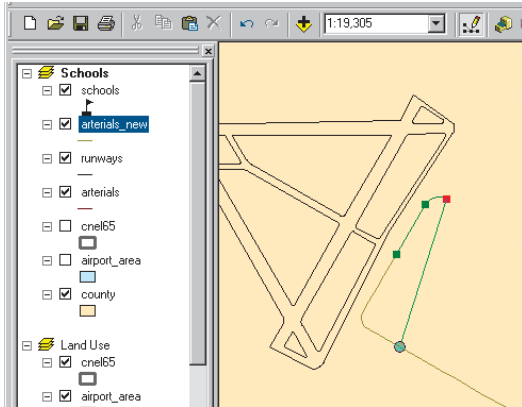 1:19,305
Schools
schools
arterials_new
runways
arterials
cnel65
airport_area
county
Land Use
cnel65
airport_area